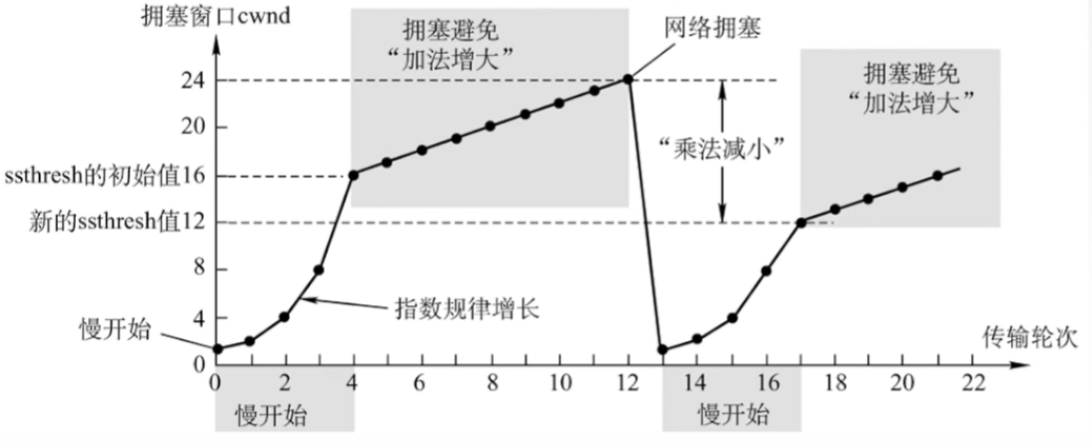 拥塞窗口cwnd
拥塞避免
“加法增大”
网络拥塞
拥塞避免
“加法增大”
24
20
ssthresh的初始值16
新的ssthresh值12
8
4
0
“乘法减小”
指数规律增长
慢开始
传输轮次
0 2 4 6 8 10 12 14 16 18 20 22
慢开始
慢开始